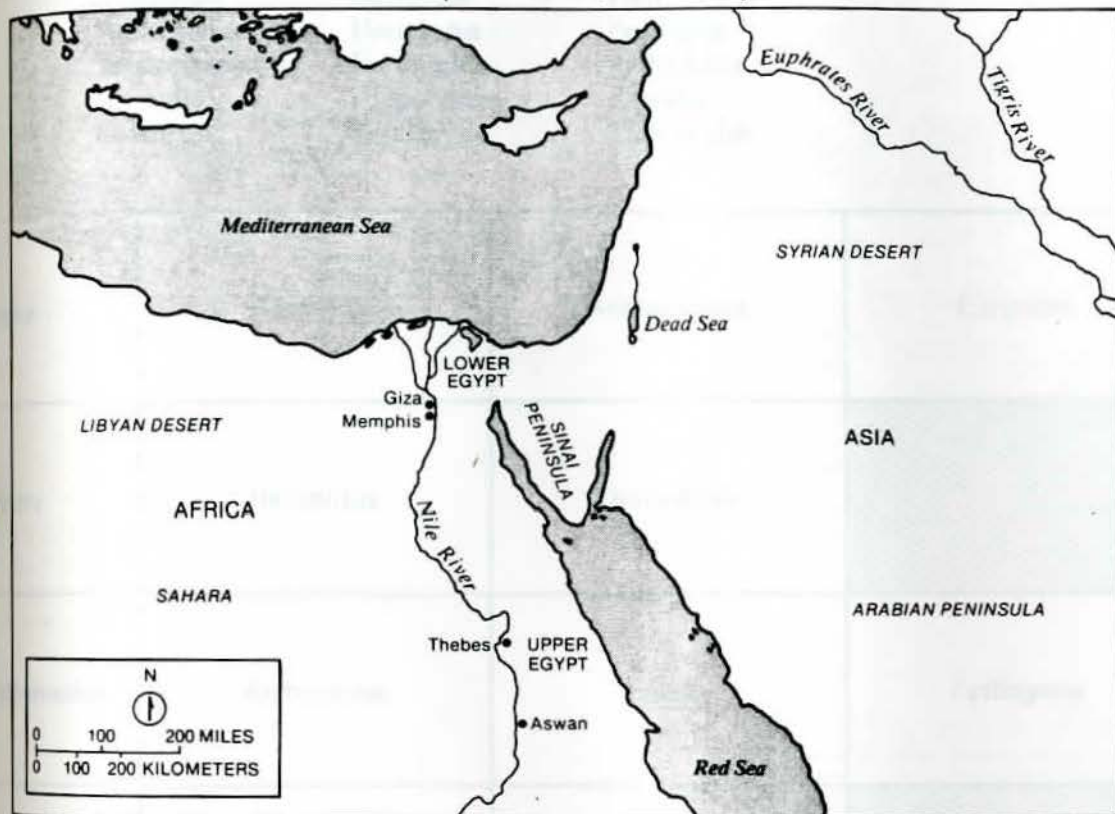 Euphrates River
Tigris River
Mediterranean Sea
SYRIAN DESERT
Dead Sea
LOWER
EGYPT
Giza
Memphis
SINAI
PENINSULA
LIBYAN DESERT
ASIA
AFRICA
Nile River
SAHARA
ARABIAN PENINSULA
Thebes
UPPER
EGYPT
Aswan
Red Sea
N
0 100 200 MILES
0 100 200 KILOMETERS